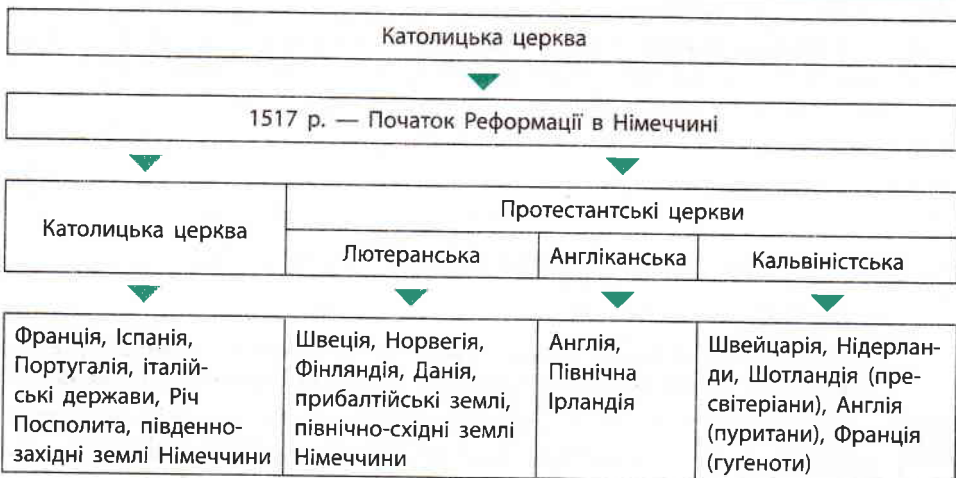 Католицька церква
1517 р. — Початок Реформації в Німеччині
Католицька церква
Протестантські церкви
Лютеранська
Англіканська
Кальвіністська
Франція, Іспанія,
Португалія, італій-
ські держави, Річ
Посполита, південно-
західні землі Німеччини
Швеція, Норвегія,
Фінляндія, Данія,
прибалтійські землі,
північно-східні землі
Німеччини
Англія,
Північна
Ірландія
Швейцарія, Нідерлан-
ди, Шотландія (пре-
світеріани), Англія
(пуритани), Франція
(гуґеноти)